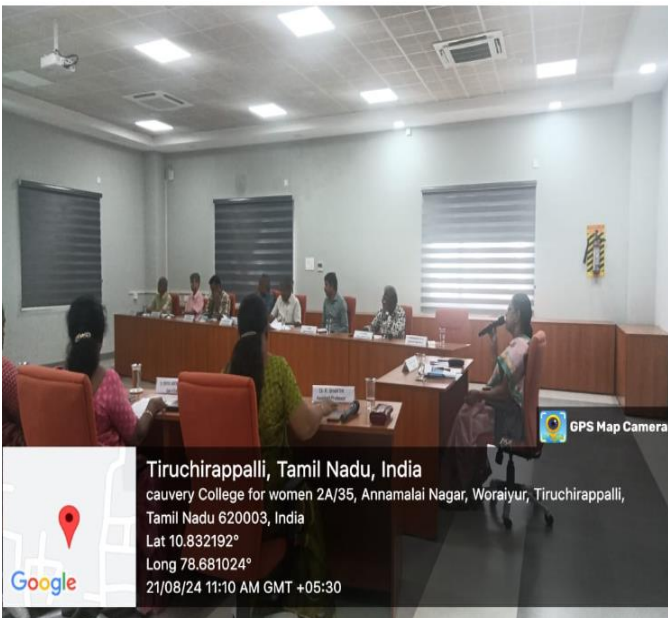 GPS Map Camera
Tiruchirappalli, Tamil Nadu, India
cauvery College for women 2A/35, Annamalai Nagar, Woraiyur, Tiruchirappalli,
Tamil Nadu 620003, India
Lat 10.832192°
Long 78.681024°
21/08/24 11:10 AM GMT +05:30
Google